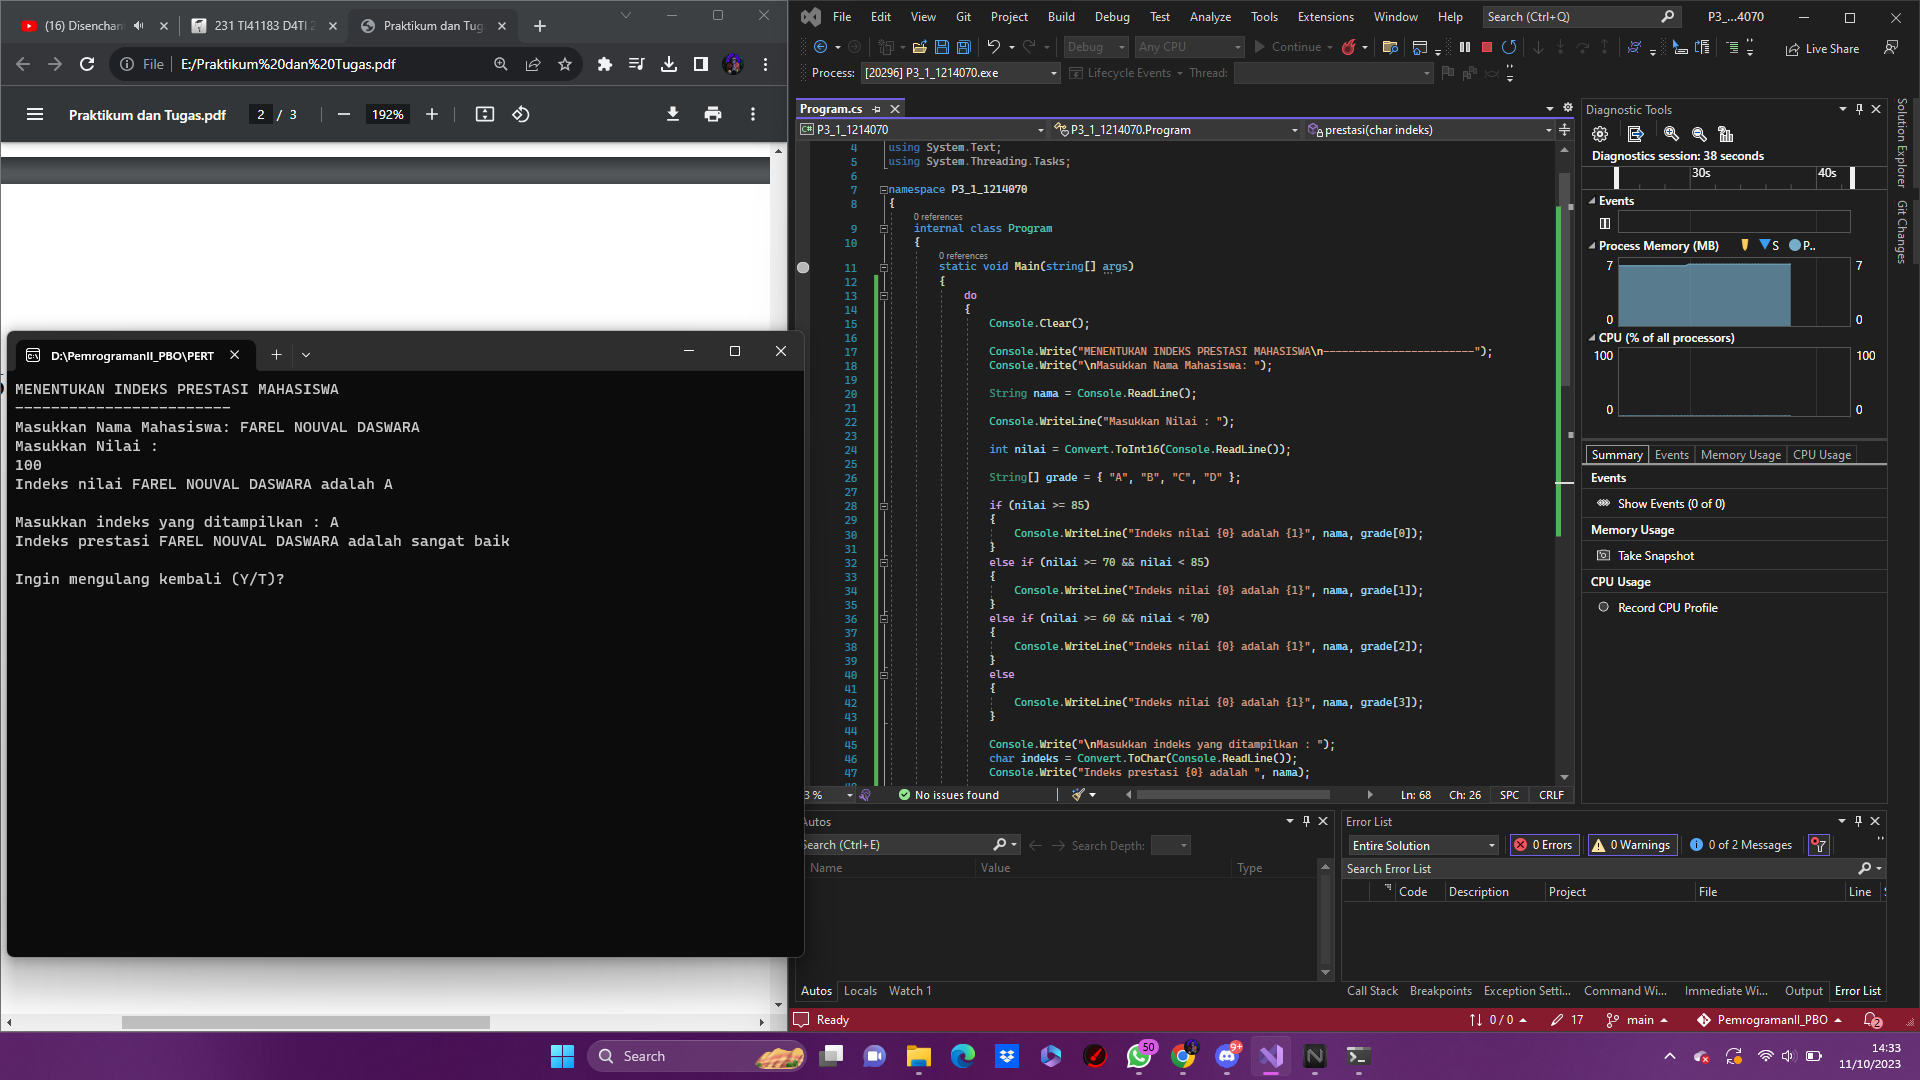 (16) Disenchan
231 TI41183 D4TI 2
Praktikum dan Tug
File
E:/Praktikum%20dan%20Tugas.pdf
Praktikum dan Tugas.pdf
2 / 3
192%
D:\PemrogramanII_PBO\PERT
MENENTUKAN INDEKS PRESTASI MAHASISWA
-------------------------
Masukkan Nama Mahasiswa: FAREL NOUVAL DASWARA
Masukkan Nilai :
100
Indeks nilai FAREL NOUVAL DASWARA adalah A
Masukkan indeks yang ditampilkan : A
Indeks prestasi FAREL NOUVAL DASWARA adalah sangat baik
Ingin mengulang kembali (Y/T)?
File Edit View Git Project Build Debug Test Analyze Tools Extensions Window Help Search (Ctrl+Q) P3_...4070
Debug Any CPU Continue Live Share
Process: [20296] P3_1_1214070.exe Lifecycle Events Thread:
Program.cs
P3_1_1214070 P3_1_1214070.Program prestasi(char indeks)
4 using System.Text;
5 using System.Threading.Tasks;
6
7 namespace P3_1_1214070
8 {
0 references
9 internal class Program
10 {
0 references
11 static void Main(string[] args)
12 {
13 do
14 {
15 Console.Clear();
16
17 Console.Write("MENENTUKAN INDEKS PRESTASI MAHASISWA\n------------------------");
18 Console.Write("\nMasukkan Nama Mahasiswa: ");
19
20 String nama = Console.ReadLine();
21
22 Console.WriteLine("Masukkan Nilai : ");
23
24 int nilai = Convert.ToInt16(Console.ReadLine());
25
26 String[] grade = { "A", "B", "C", "D" };
27
28 if (nilai >= 85)
29 {
30 Console.WriteLine("Indeks nilai {0} adalah {1}", nama, grade[0]);
31 }
32 else if (nilai >= 70 && nilai < 85)
33 {
34 Console.WriteLine("Indeks nilai {0} adalah {1}", nama, grade[1]);
35 }
36 else if (nilai >= 60 && nilai < 70)
37 {
38 Console.WriteLine("Indeks nilai {0} adalah {1}", nama, grade[2]);
39 }
40 else
41 {
42 Console.WriteLine("Indeks nilai {0} adalah {1}", nama, grade[3]);
43 }
44
45 Console.Write("\nMasukkan indeks yang ditampilkan : ");
46 char indeks = Convert.ToChar(Console.ReadLine());
47 Console.Write("Indeks prestasi {0} adalah ", nama);
3 % No issues found Ln: 68 Ch: 26 SPC CRLF
Diagnostic Tools
Diagnostics session: 38 seconds
30s 40s
Events
Process Memory (MB) S P..
7 7
0 0
CPU (% of all processors)
100 100
0 0
Summary Events Memory Usage CPU Usage
Events
Show Events (0 of 0)
Memory Usage
Take Snapshot
CPU Usage
Record CPU Profile
Solution Explorer
Git Changes
Autos
Search (Ctrl+E) Search Depth:
Name Value Type
Autos Locals Watch 1
Error List
Entire Solution 0 Errors 0 Warnings 0 of 2 Messages
Search Error List
Code Description Project File Line
Call Stack Breakpoints Exception Setti... Command Wi... Immediate Wi... Output Error List
Ready 0 / 0 17 main PemrogramanII_PBO 2
Search
50
9+
14:33
11/10/2023